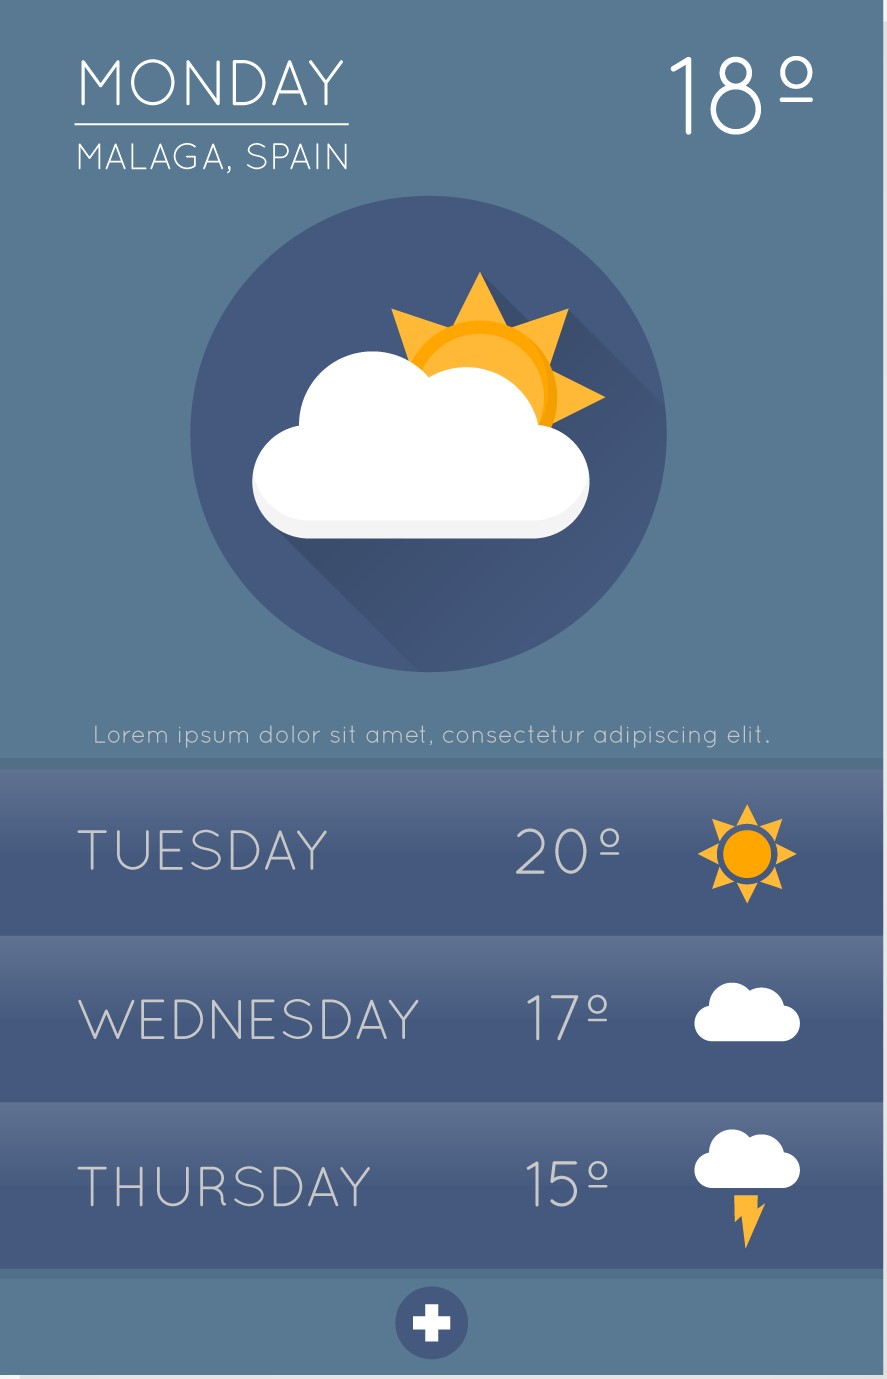 MONDAY 18º
MALAGA, SPAIN
Lorem ipsum dolor sit amet, consectetur adipiscing elit.
TUESDAY 20º
WEDNESDAY 17º
THURSDAY 15º